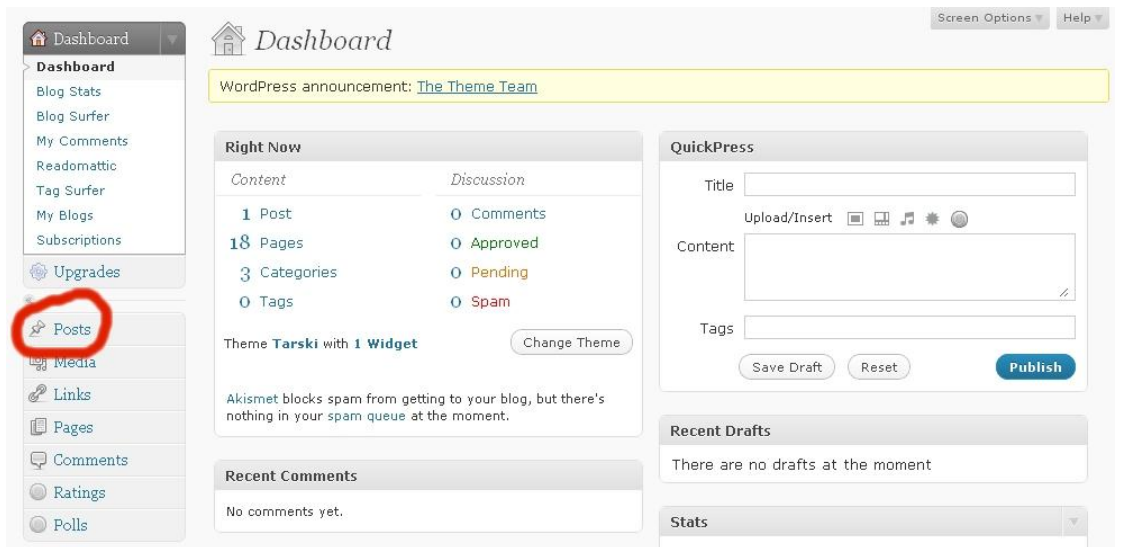 Screen Options Help
Dashboard
Dashboard
Blog Stats
Blog Surfer
My Comments
Readomattic
Tag Surfer
My Blogs
Subscriptions
Upgrades
Posts
Media
Links
Pages
Comments
Ratings
Polls
Dashboard
WordPress announcement: The Theme Team
Right Now
Content Discussion
1 Post 0 Comments
18 Pages 0 Approved
3 Categories 0 Pending
0 Tags 0 Spam
Theme Tarski with 1 Widget Change Theme
Akismet blocks spam from getting to your blog, but there's
nothing in your spam queue at the moment.
Recent Comments
No comments yet.
QuickPress
Title
Upload/Insert
Content
Tags
Save Draft Reset Publish
Recent Drafts
There are no drafts at the moment
Stats